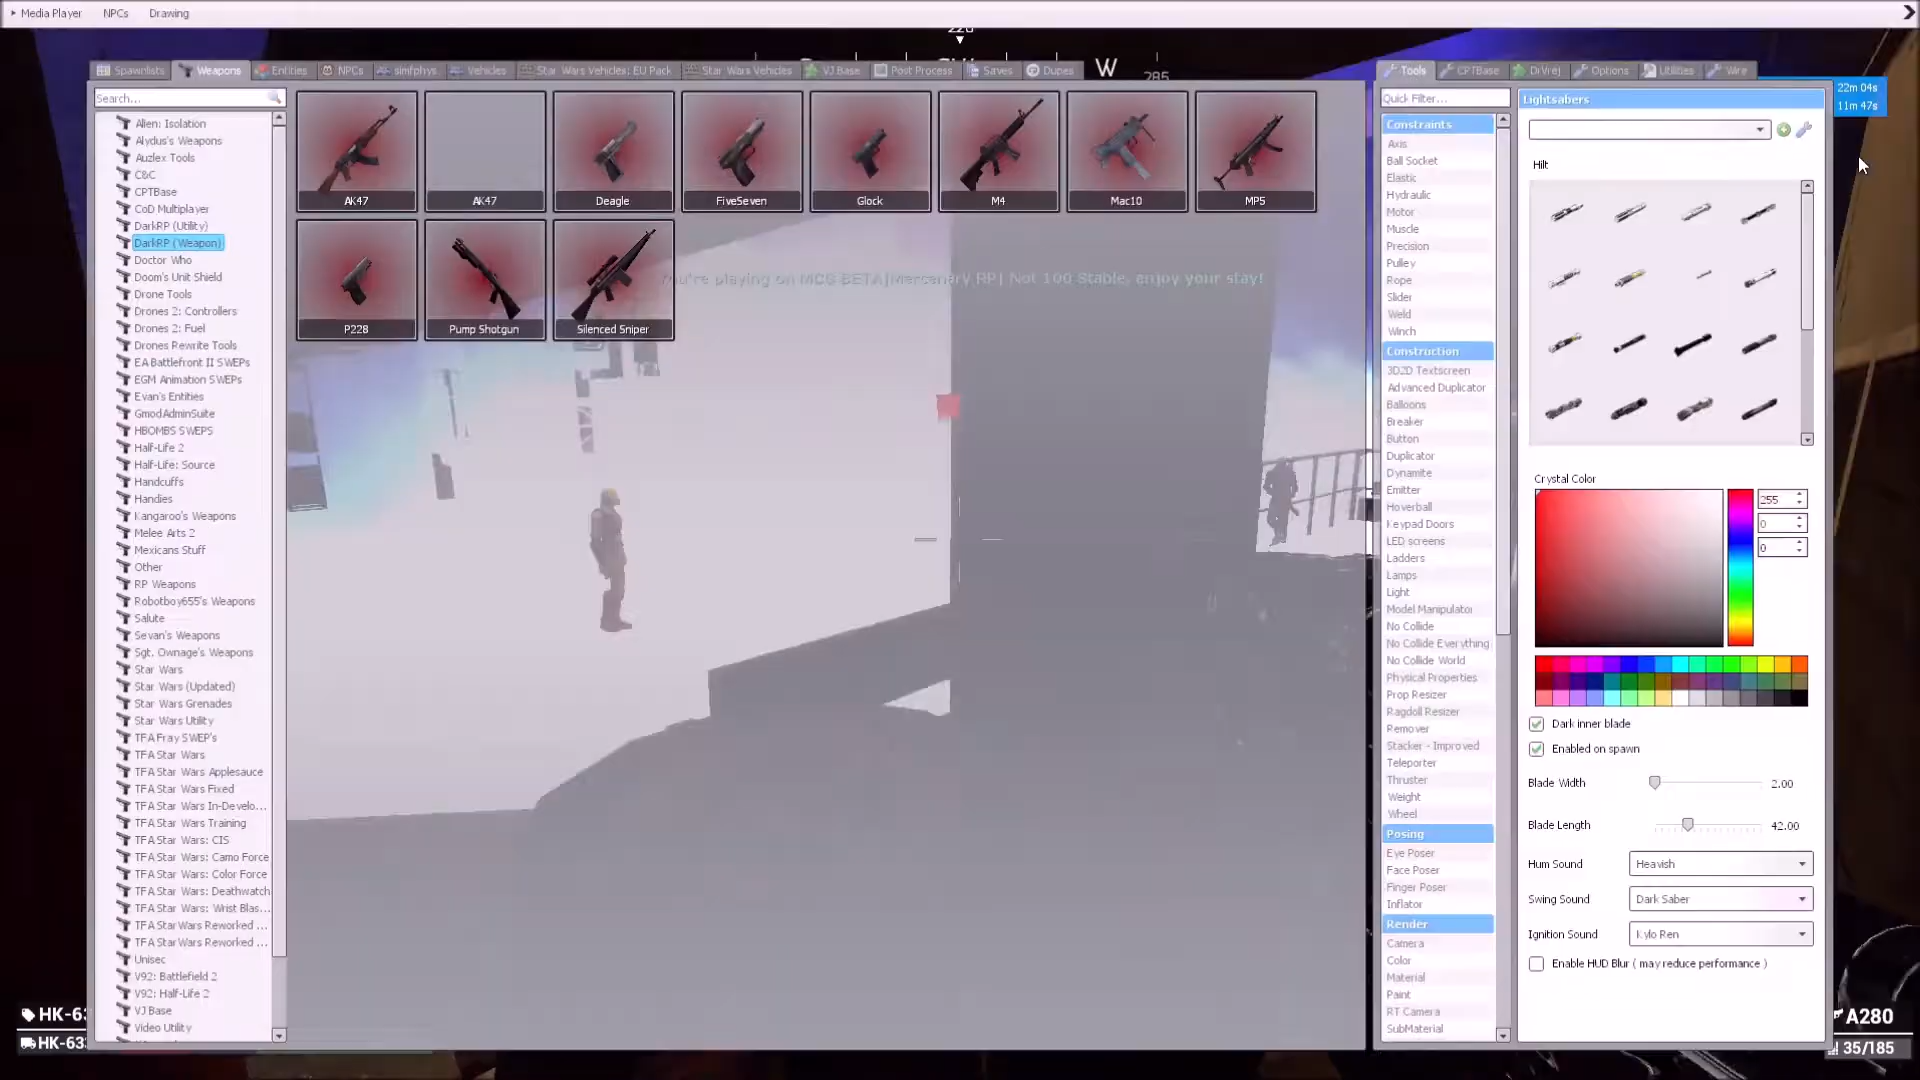 Media Player NPCs Drawing
W
285
Spawnlists Weapons Entities NPCs simfphys Vehicles Star Wars Vehicles: EU Pack Star Wars Vehicles VJ Base Post Process Saves Dupes
Tools CPTBase DrVrej Options Utilities Wire
22m 04s
11m 47s
Search...
Alien: Isolation
Alydus's Weapons
Auzlex Tools
C&C
CPTBase
CoD Multiplayer
DarkRP (Utility)
DarkRP (Weapon)
Doctor Who
Doom's Unit Shield
Drone Tools
Drones 2: Controllers
Drones 2: Fuel
Drones Rewrite Tools
EA Battlefront II SWEPs
EGM Animation SWEPs
Evan's Entities
GmodAdminSuite
HBOMBS SWEPS
Half-Life 2
Half-Life: Source
Handcuffs
Handies
Kangaroo's Weapons
Melee Arts 2
Mexicans Stuff
Other
RP Weapons
Robotboy655's Weapons
Salute
Sevan's Weapons
Sgt. Ownage's Weapons
Star Wars
Star Wars (Updated)
Star Wars Grenades
Star Wars Utility
TFA Fray SWEP's
TFA Star Wars
TFA Star Wars Applesauce
TFA Star Wars Fixed
TFA Star Wars In-Develo...
TFA Star Wars Training
TFA Star Wars: CIS
TFA Star Wars: Camo Force
TFA Star Wars: Color Force
TFA Star Wars: Deathwatch
TFA Star Wars: Wrist Blas...
TFA StarWars Reworked ...
TFA StarWars Reworked ...
Unisec
V92: Battlefield 2
V92: Half-Life 2
VJ Base
Video Utility
AK47 AK47 Deagle FiveSeven Glock M4 Mac10 MP5
P228 Pump Shotgun Silenced Sniper
You're playing on MCG BETA|Mercenary RP| Not 100 Stable, enjoy your stay!
Quick Filter...
Constraints
Axis
Ball Socket
Elastic
Hydraulic
Motor
Muscle
Precision
Pulley
Rope
Slider
Weld
Winch
Construction
3D2D Textscreen
Advanced Duplicator
Balloons
Breaker
Button
Duplicator
Dynamite
Emitter
Hoverball
Keypad Doors
LED screens
Ladders
Lamps
Light
Model Manipulator
No Collide
No Collide Everything
No Collide World
Physical Properties
Prop Resizer
Ragdoll Resizer
Remover
Stacker - Improved
Teleporter
Thruster
Weight
Wheel
Posing
Eye Poser
Face Poser
Finger Poser
Inflator
Render
Camera
Color
Material
Paint
RT Camera
SubMaterial
Lightsabers
Hilt
Crystal Color
255
0
0
Dark inner blade
Enabled on spawn
Blade Width 2.00
Blade Length 42.00
Hum Sound Heavish
Swing Sound Dark Saber
Ignition Sound Kylo Ren
Enable HUD Blur ( may reduce performance )
HK-63
HK-63
A280
35/185